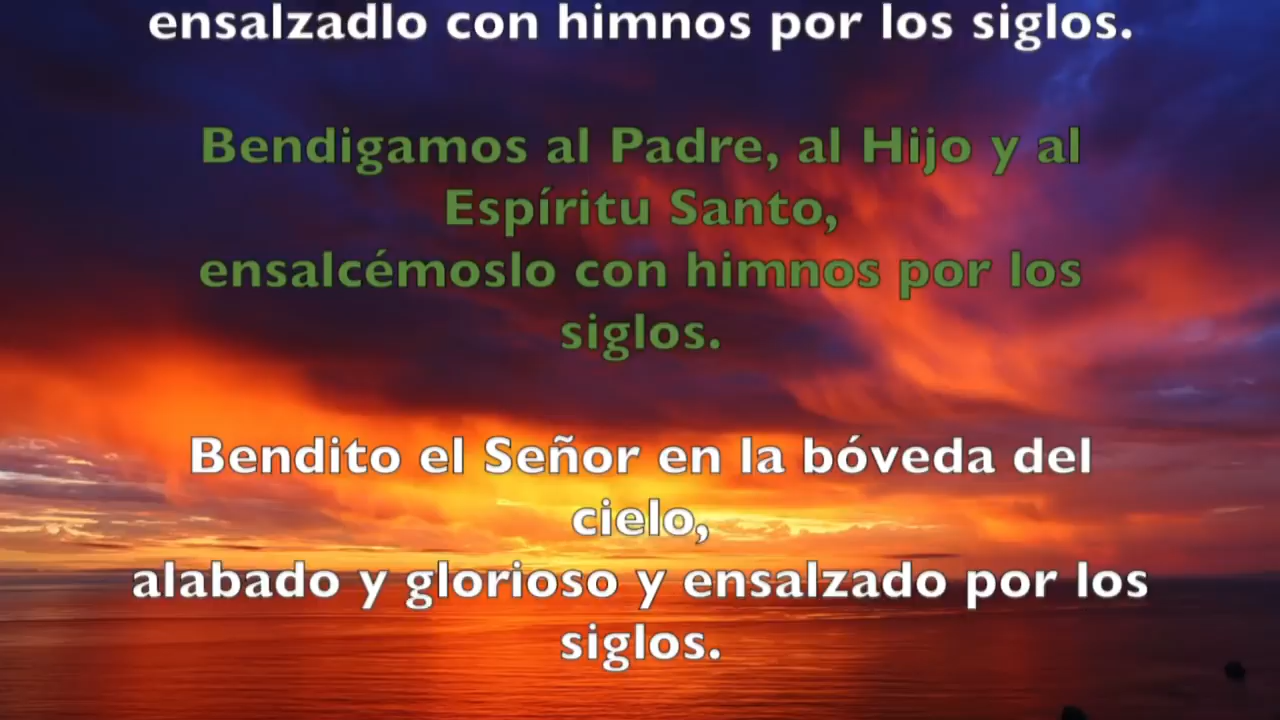 ensalzadlo con himnos por los siglos.
Bendigamos al Padre, al Hijo y al
Espíritu Santo,
ensalcémoslo con himnos por los
siglos.
Bendito el Señor en la bóveda del
cielo,
alabado y glorioso y ensalzado por los
siglos.